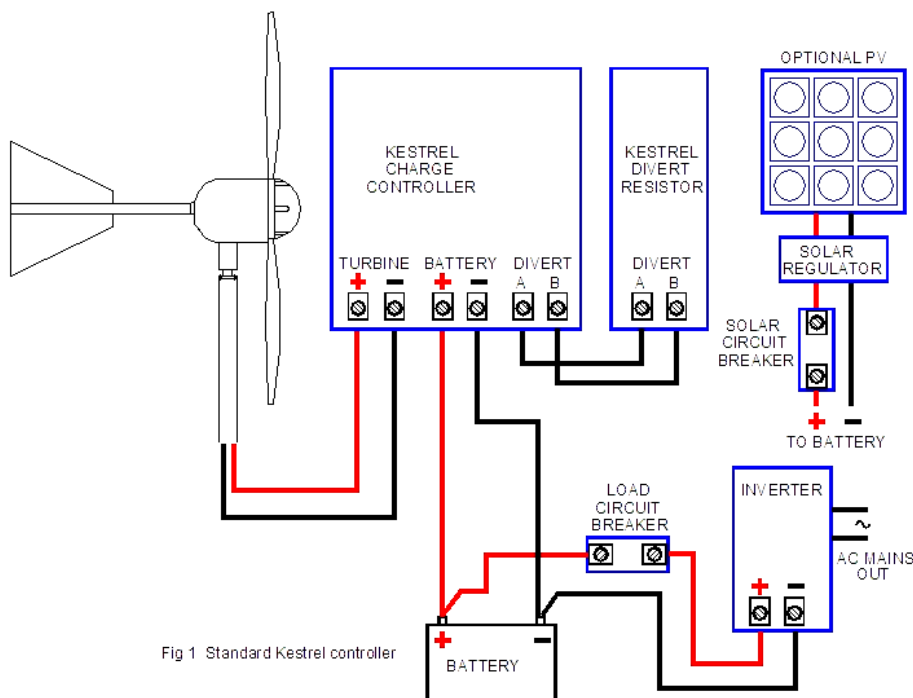 OPTIONAL PV
KESTREL
CHARGE
CONTROLLER
KESTREL
DIVERT
RESISTOR
TURBINE
BATTERY
DIVERT
+
−
+
−
A
B
DIVERT
A
B
SOLAR
REGULATOR
SOLAR
CIRCUIT
BREAKER
+
−
TO BATTERY
LOAD
CIRCUIT
BREAKER
INVERTER
~
AC MAINS
OUT
+
−
+
−
BATTERY
Fig 1 Standard Kestrel controller